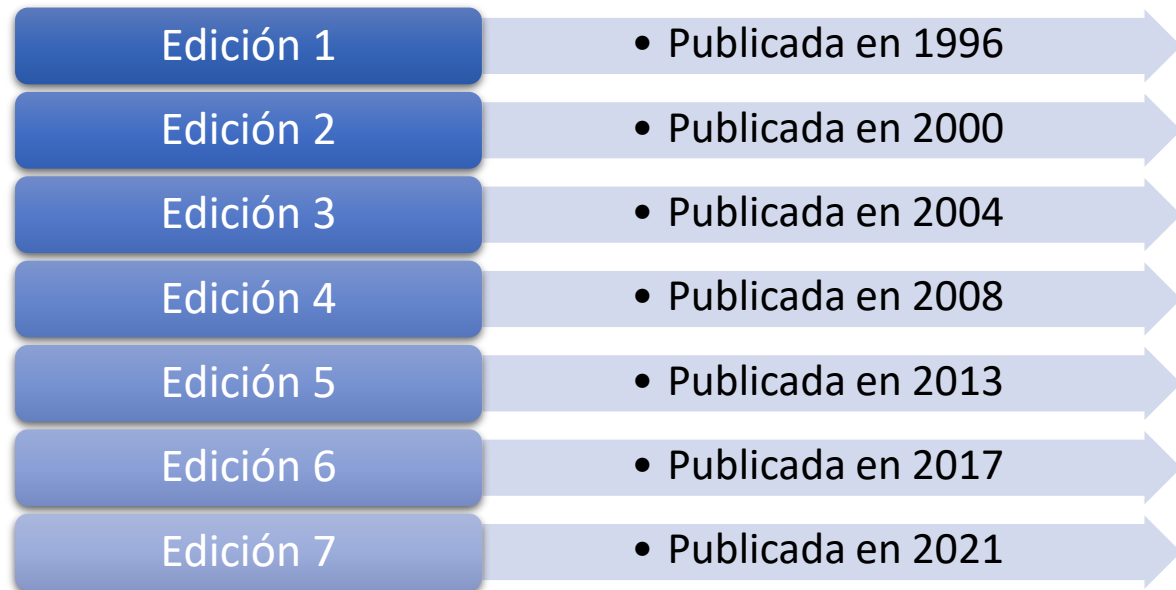 Edición 1
• Publicada en 1996
Edición 2
• Publicada en 2000
Edición 3
• Publicada en 2004
Edición 4
• Publicada en 2008
Edición 5
• Publicada en 2013
Edición 6
• Publicada en 2017
Edición 7
• Publicada en 2021